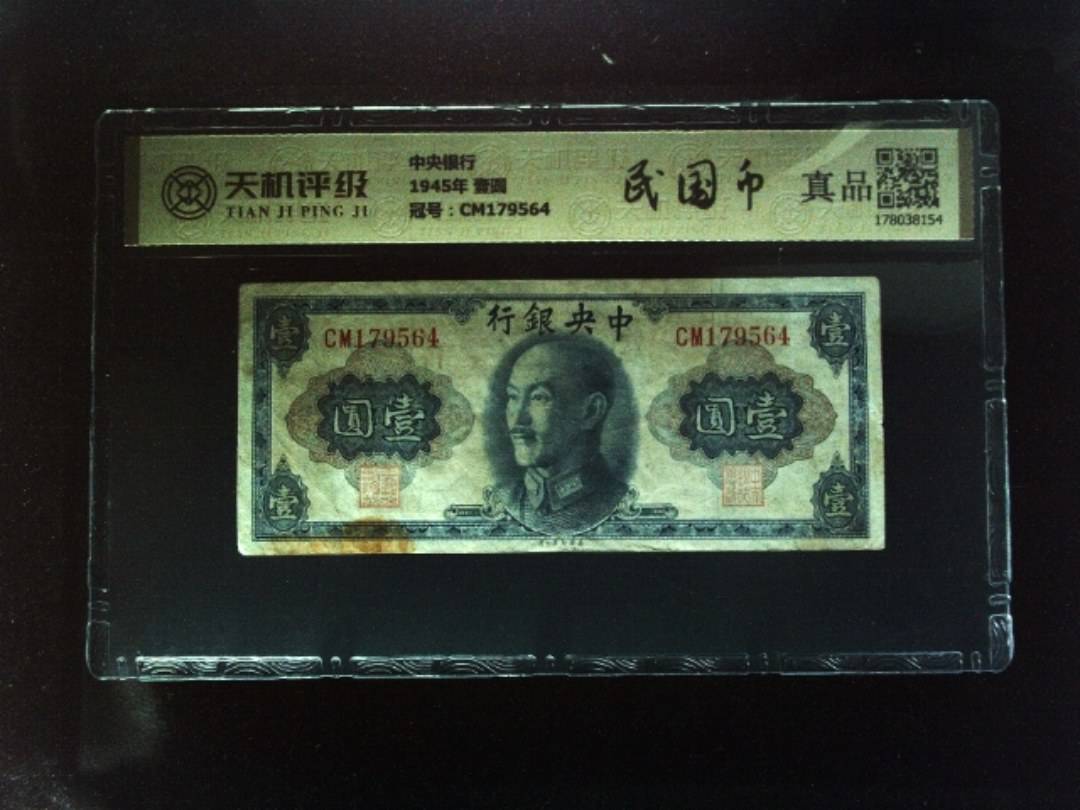 天机评级
TIAN JI PING JI
中央银行
1945年 壹圆
冠号：CM179564
民国币
真品
178038154
行銀央中
壹
壹
CM179564
CM179564
圓壹
圓壹
壹
壹